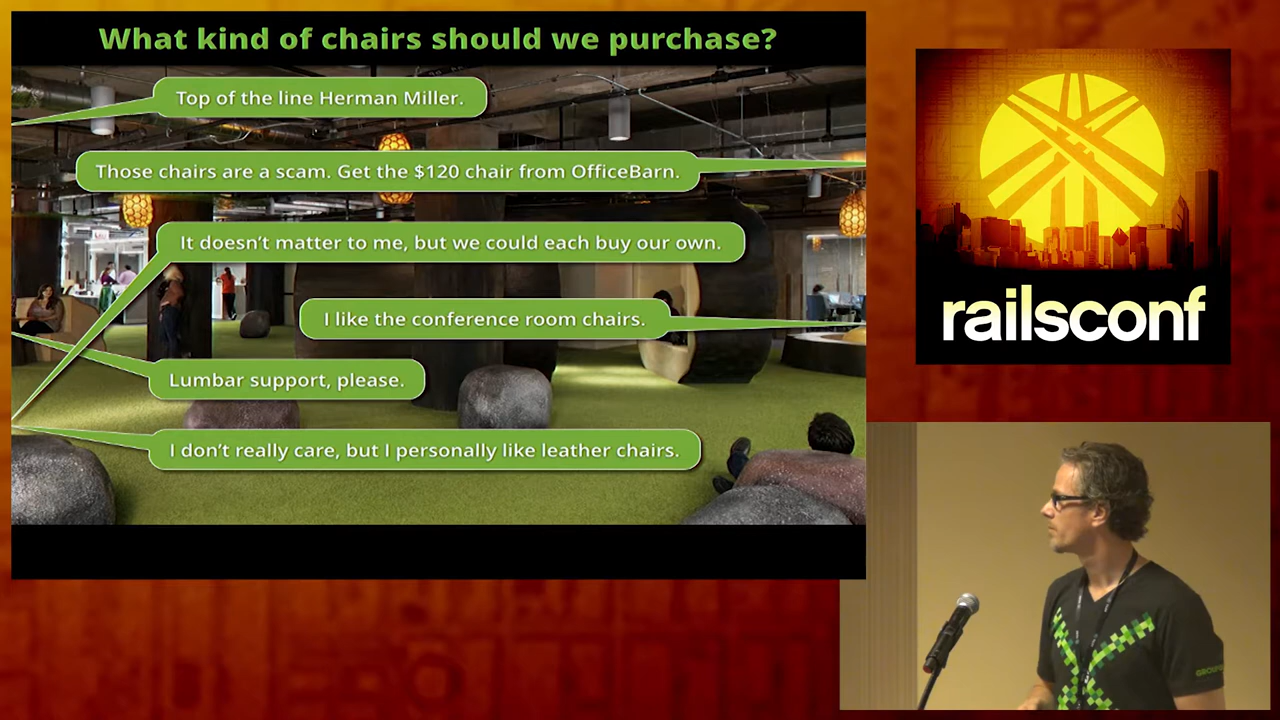 What kind of chairs should we purchase?
Top of the line Herman Miller.
Those chairs are a scam. Get the $120 chair from OfficeBarn.
It doesn’t matter to me, but we could each buy our own.
I like the conference room chairs.
Lumbar support, please.
I don’t really care, but I personally like leather chairs.
railsconf